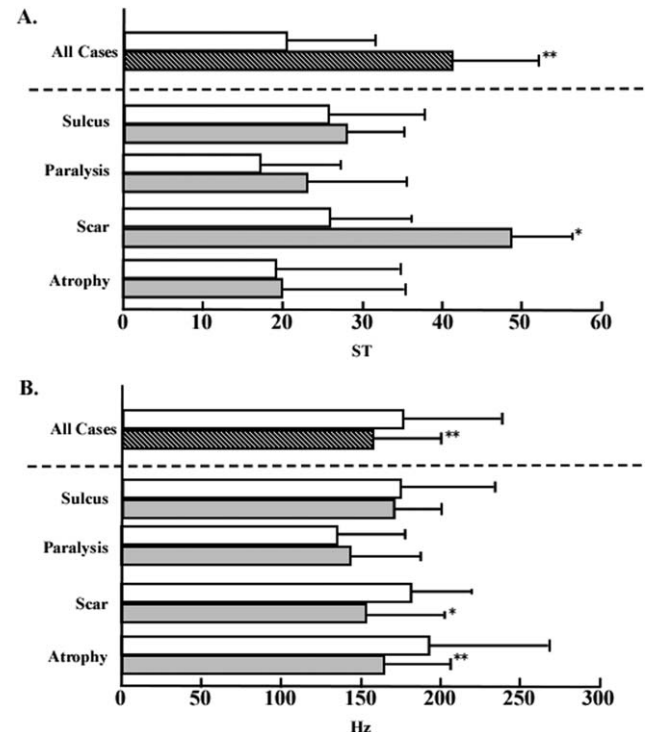 A.
All Cases
**
Sulcus
Paralysis
Scar
*
Atrophy
0 10 20 30 40 50 60
ST
B.
All Cases
**
Sulcus
Paralysis
Scar
*
Atrophy
**
0 50 100 150 200 250 300
Hz